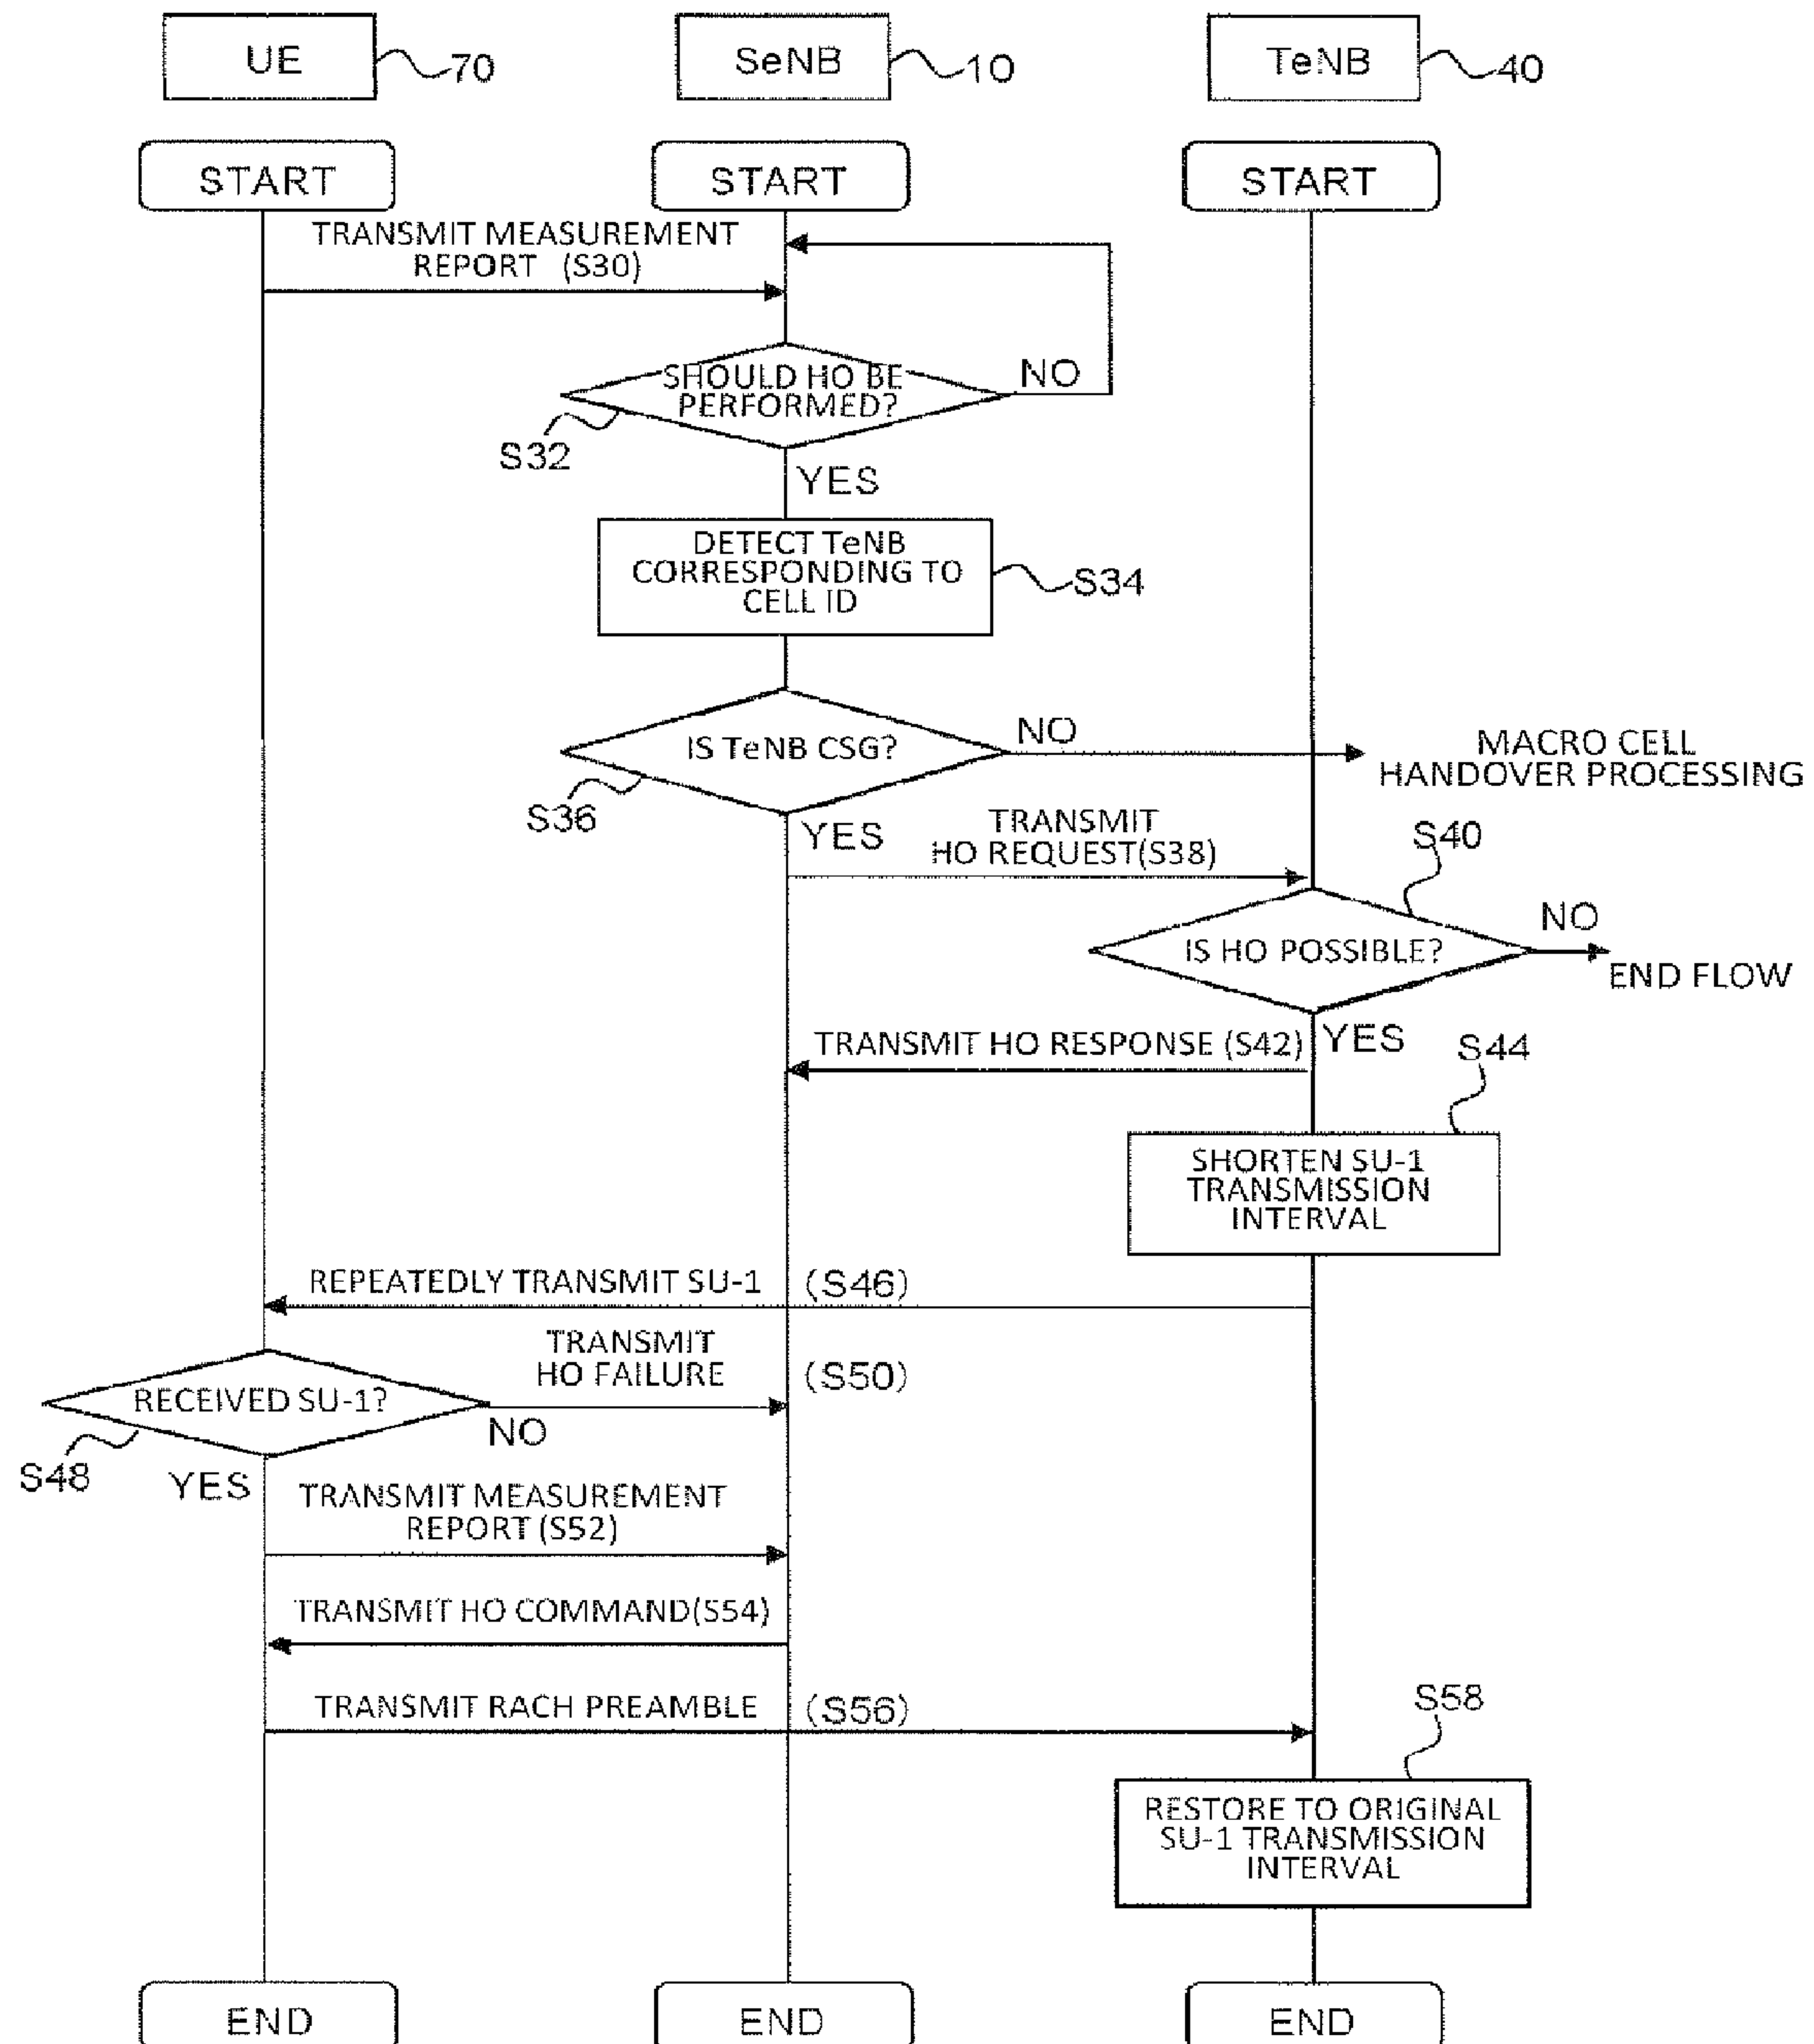 UE
70
SeNB
10
TeNB
40
START
START
START
TRANSMIT MEASUREMENT
REPORT (S30)
SHOULD HO BE
PERFORMED?
NO
S32
YES
DETECT TeNB
CORRESPONDING TO
CELL ID
S34
IS TeNB CSG?
NO
MACRO CELL
HANDOVER PROCESSING
S36
YES
TRANSMIT
HO REQUEST(S38)
S40
IS HO POSSIBLE?
NO
END FLOW
TRANSMIT HO RESPONSE (S42)
YES
S44
SHORTEN SU-1
TRANSMISSION
INTERVAL
REPEATEDLY TRANSMIT SU-1 (S46)
TRANSMIT
HO FAILURE (S50)
RECEIVED SU-1?
NO
S48
YES
TRANSMIT MEASUREMENT
REPORT (S52)
TRANSMIT HO COMMAND(S54)
TRANSMIT RACH PREAMBLE (S56)
S58
RESTORE TO ORIGINAL
SU-1 TRANSMISSION
INTERVAL
END
END
END